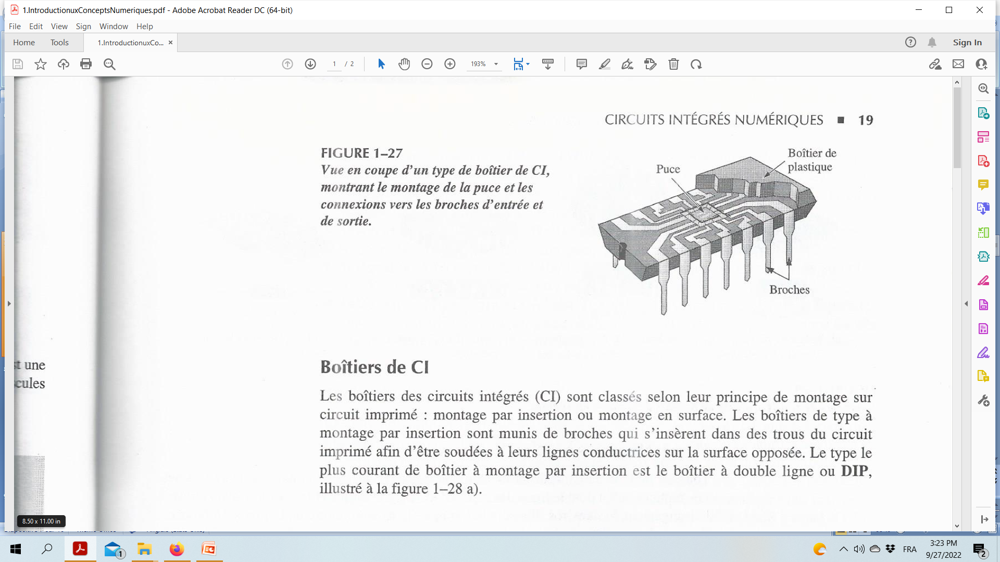 1.IntroductionuxConceptsNumeriques.pdf - Adobe Acrobat Reader DC (64-bit)
File Edit View Sign Window Help
Home Tools 1.IntroductionuxCo... × Sign In
1 / 2 193%
CIRCUITS INTÉGRÉS NUMÉRIQUES ■ 19
FIGURE 1–27
Vue en coupe d'un type de boîtier de CI,
montrant le montage de la puce et les
connexions vers les broches d'entrée et
de sortie.
Puce
Boîtier de
plastique
Broches
st une
cules
Boîtiers de CI
Les boîtiers des circuits intégrés (CI) sont classés selon leur principe de montage sur
circuit imprimé : montage par insertion ou montage en surface. Les boîtiers de type à
montage par insertion sont munis de broches qui s'insèrent dans des trous du circuit
imprimé afin d'être soudées à leurs lignes conductrices sur la surface opposée. Le type le
plus courant de boîtier à montage par insertion est le boîtier à double ligne ou DIP,
illustré à la figure 1–28 a).
8.50 x 11.00 in
1
FRA
3:23 PM
9/27/2022
2